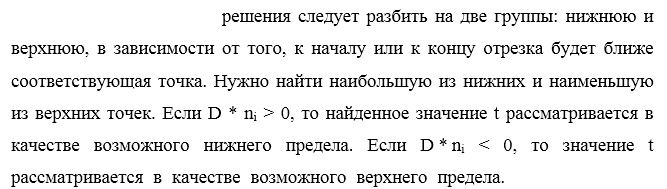 решения следует разбить на две группы: нижнюю и
верхнюю, в зависимости от того, к началу или к концу отрезка будет ближе
соответствующая точка. Нужно найти наибольшую из нижних и наименьшую
из верхних точек. Если D * nᵢ > 0, то найденное значение t рассматривается в
качестве возможного нижнего предела. Если D * nᵢ < 0, то значение t
рассматривается в качестве возможного верхнего предела.